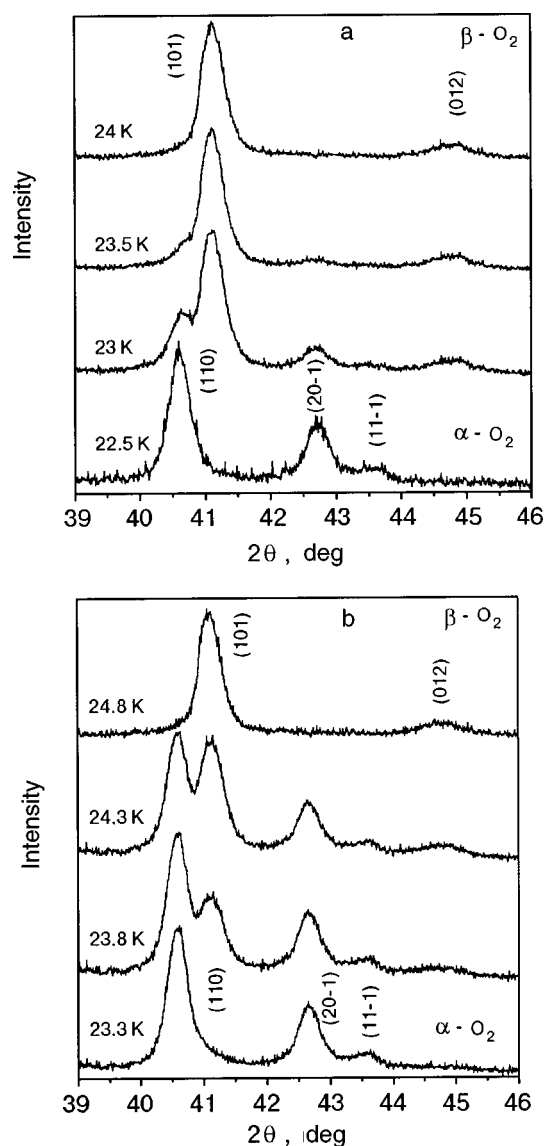 a
β - O₂
(101)
(012)
24 K
23.5 K
23 K
(110)
(20-1)
(11-1)
22.5 K
α - O₂
Intensity
39 40 41 42 43 44 45 46
2θ , deg
b
β - O₂
(101)
(012)
24.8 K
24.3 K
23.8 K
(110)
(20-1)
(11-1)
23.3 K
α - O₂
Intensity
39 40 41 42 43 44 45 46
2θ , deg